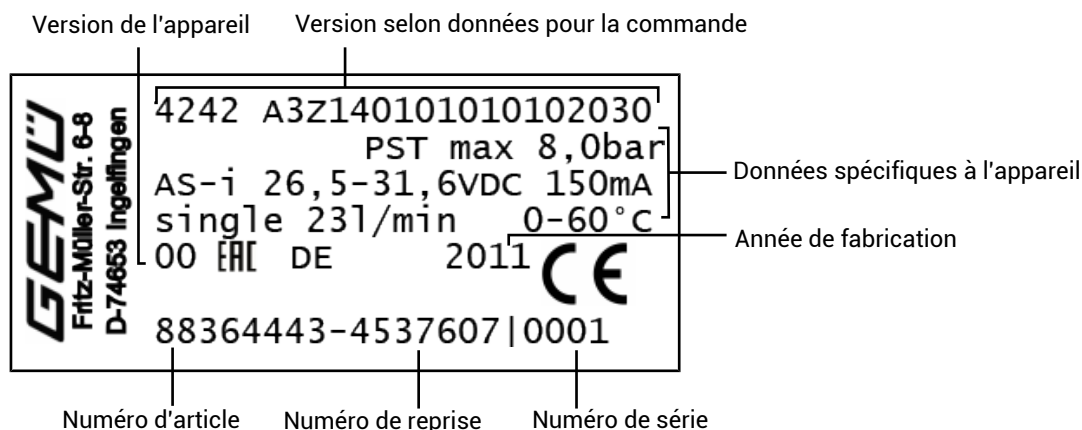 Version de l'appareil
Version selon données pour la commande
GEMÜ
Fritz-Müller-Str. 6-8
D-74653 Ingelfingen
4242 A3Z140101010102030
PST max 8,0bar
AS-i 26,5-31,6VDC 150mA
single 23l/min 0-60°C
00 EAC DE 2011 CE
88364443-4537607|0001
Données spécifiques à l'appareil
Année de fabrication
Numéro d'article
Numéro de reprise
Numéro de série